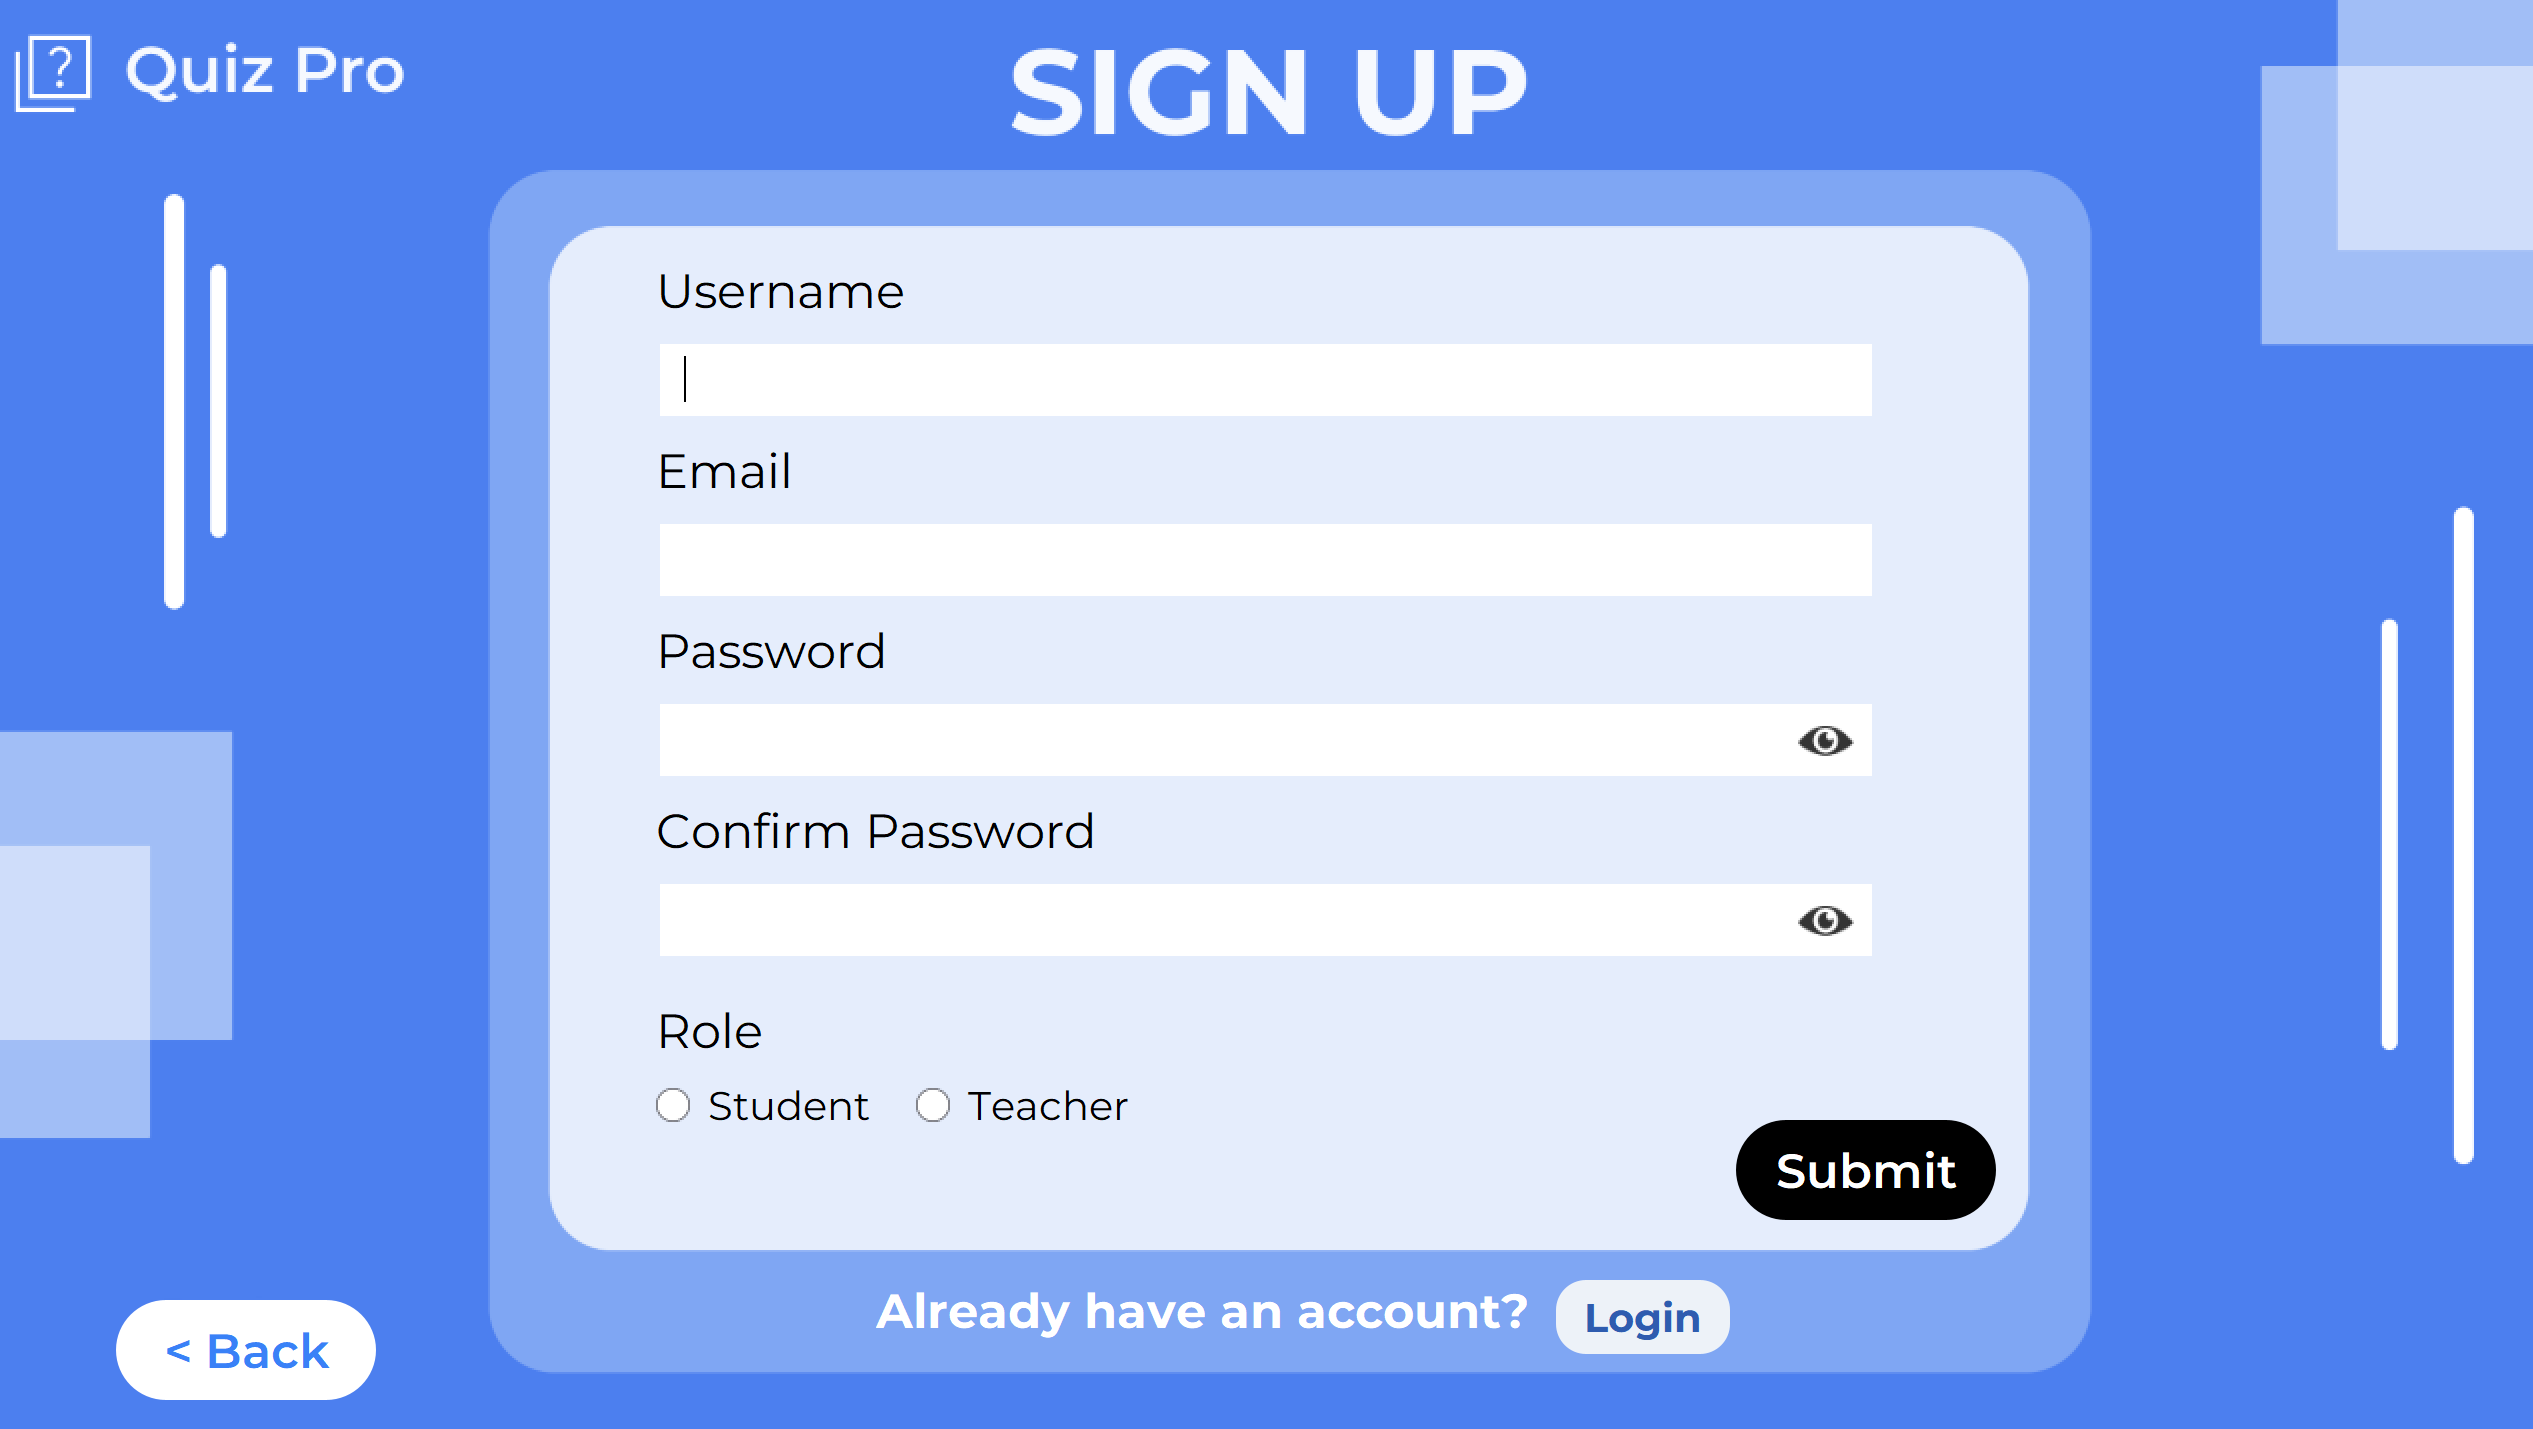 Quiz Pro
SIGN UP
Username
Email
Password
Confirm Password
Role
Student Teacher
Submit
Already have an account? Login
< Back